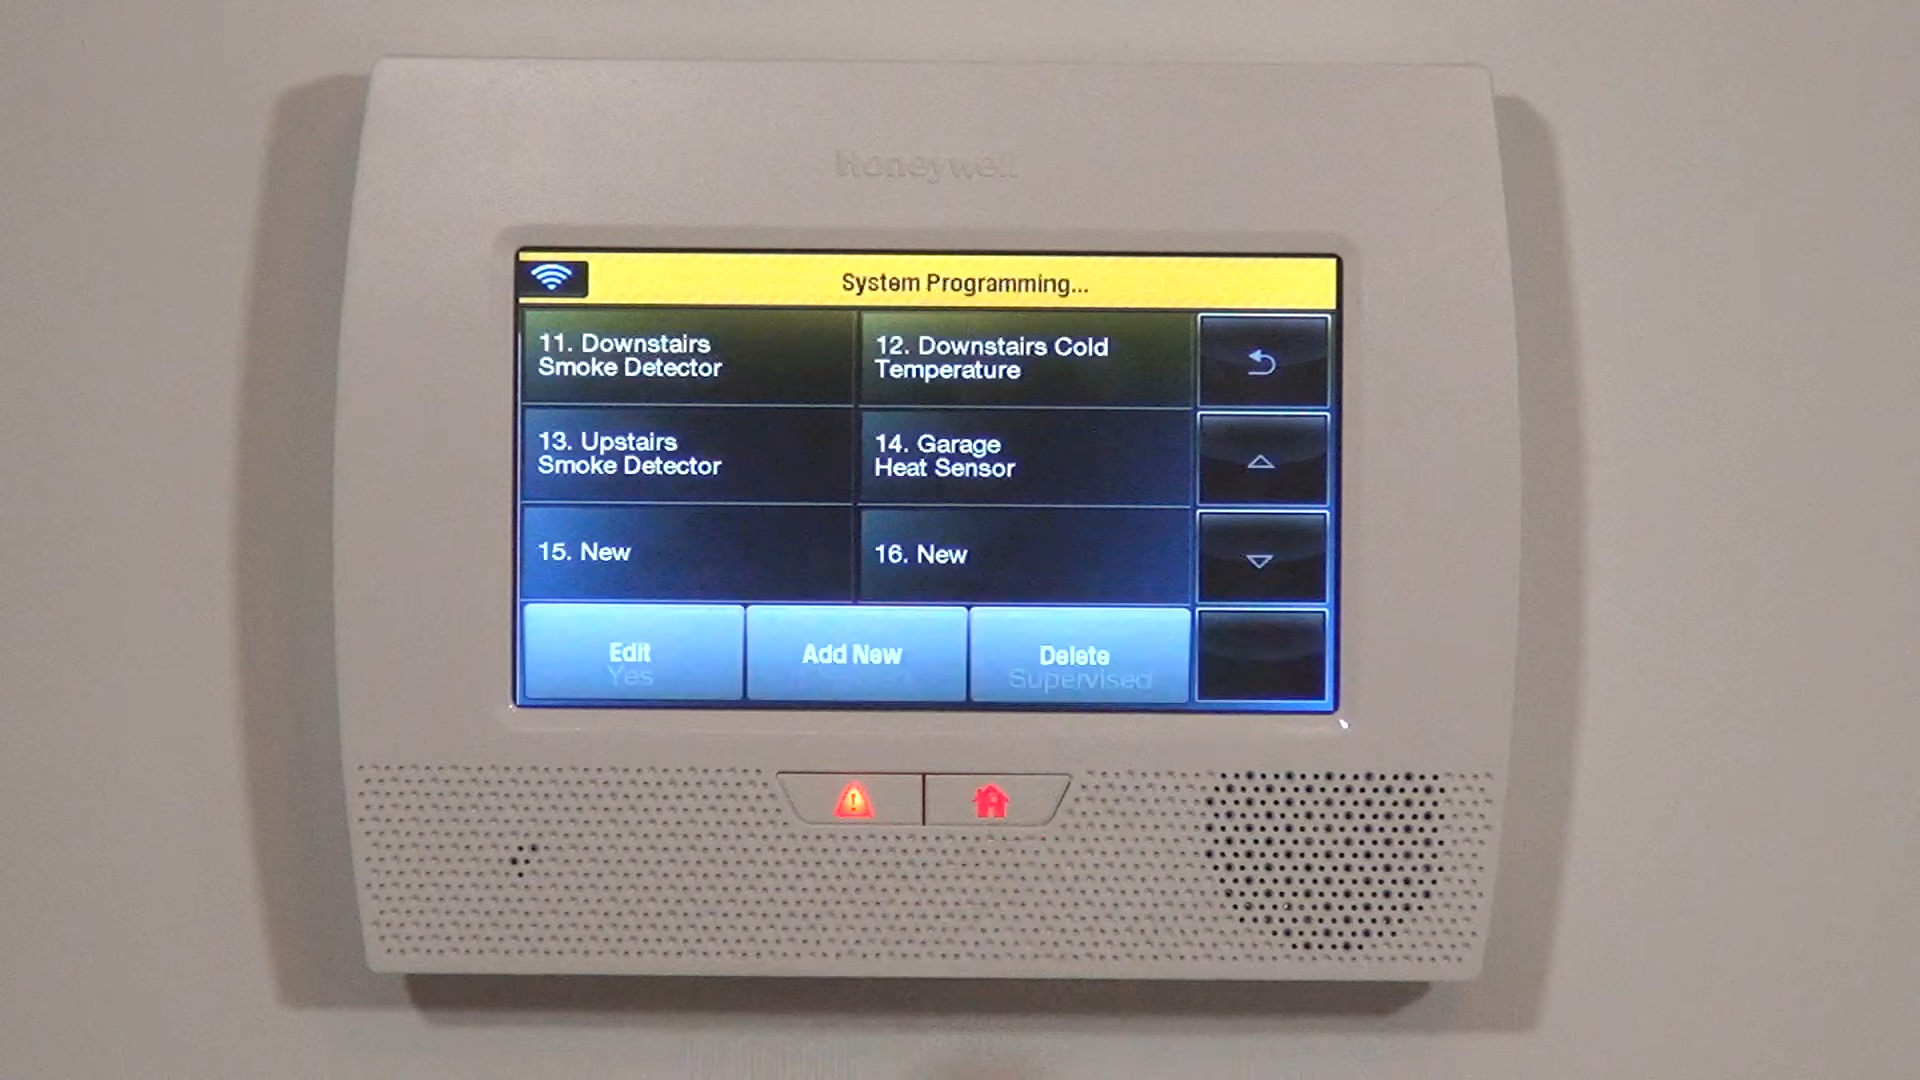 Honeywell
System Programming...
11. Downstairs
Smoke Detector
12. Downstairs Cold
Temperature
13. Upstairs
Smoke Detector
14. Garage
Heat Sensor
15. New
16. New
Edit
Yes
Add New
Delete
Supervised